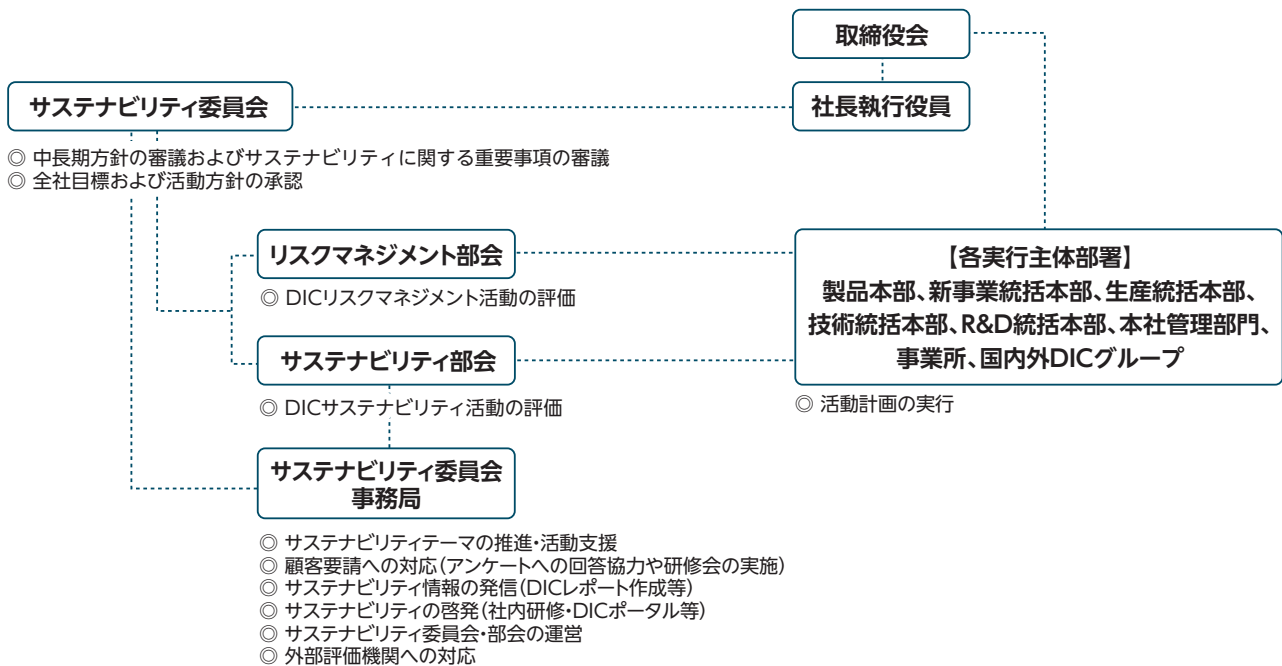 取締役会
サステナビリティ委員会
社長執行役員
◎ 中長期方針の審議およびサステナビリティに関する重要事項の審議
◎ 全社目標および活動方針の承認
リスクマネジメント部会
◎ DICリスクマネジメント活動の評価
サステナビリティ部会
◎ DICサステナビリティ活動の評価
【各実行主体部署】
製品本部、新事業統括本部、生産統括本部、
技術統括本部、R&D統括本部、本社管理部門、
事業所、国内外DICグループ
◎ 活動計画の実行
サステナビリティ委員会
事務局
◎ サステナビリティテーマの推進・活動支援
◎ 顧客要請への対応(アンケートへの回答協力や研修会の実施)
◎ サステナビリティ情報の発信(DICレポート作成等)
◎ サステナビリティの啓発(社内研修・DICポータル等)
◎ サステナビリティ委員会・部会の運営
◎ 外部評価機関への対応